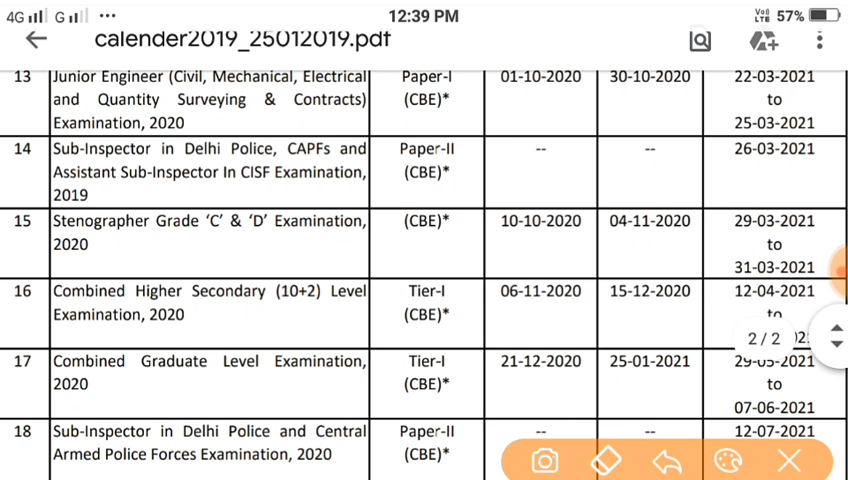 4G G ••• 12:39 PM Vo)) LTE 57%
calender2019_25012019.pdf
13 Junior Engineer (Civil, Mechanical, Electrical Paper-I 01-10-2020 30-10-2020 22-03-2021
and Quantity Surveying & Contracts) (CBE)* to
Examination, 2020 25-03-2021
14 Sub-Inspector in Delhi Police, CAPFs and Paper-II -- -- 26-03-2021
Assistant Sub-Inspector In CISF Examination, (CBE)*
2019
15 Stenographer Grade ‘C’ & ‘D’ Examination, (CBE)* 10-10-2020 04-11-2020 29-03-2021
2020 to
31-03-2021
16 Combined Higher Secondary (10+2) Level Tier-I 06-11-2020 15-12-2020 12-04-2021
Examination, 2020 (CBE)* to
2/2
17 Combined Graduate Level Examination, Tier-I 21-12-2020 25-01-2021 29-05-2021
2020 (CBE)* to
07-06-2021
18 Sub-Inspector in Delhi Police and Central Paper-II -- -- 12-07-2021
Armed Police Forces Examination, 2020 (CBE)*